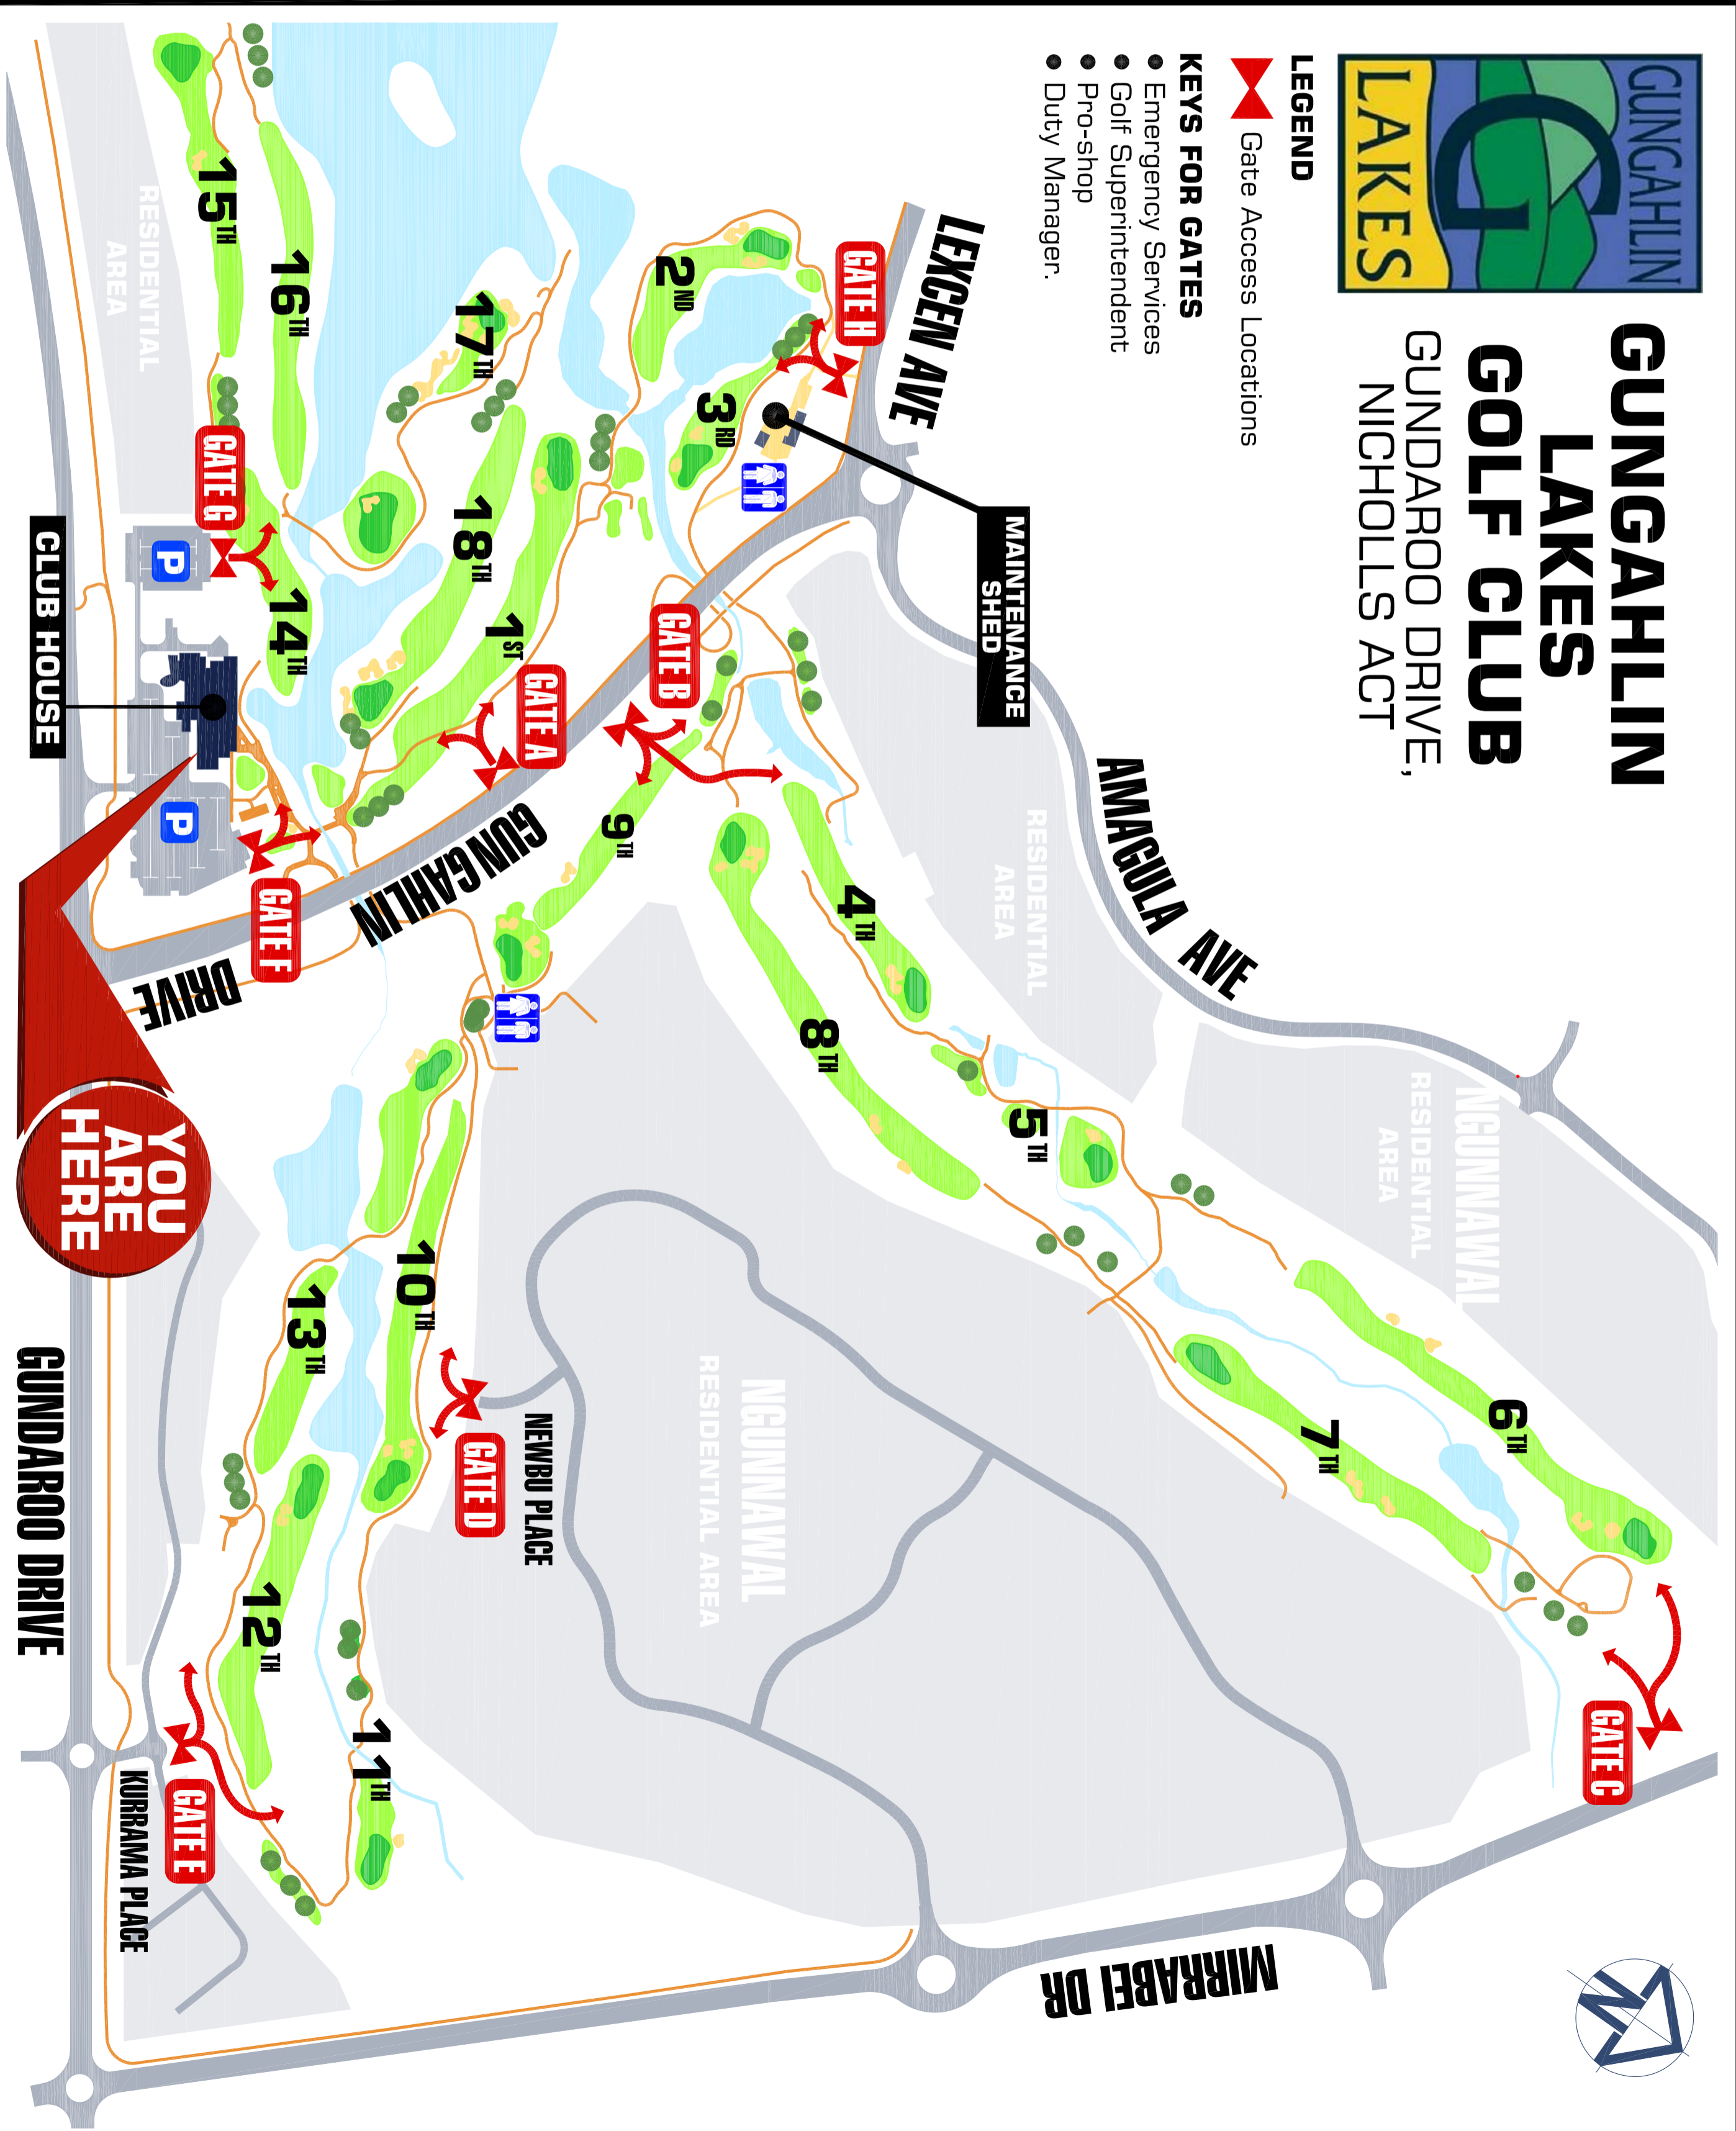 GUNGAHLIN
G
LAKES
GUNGAHLIN
LAKES
GOLF CLUB
GUNDAROO DRIVE,
NICHOLLS ACT
LEGEND
Gate Access Locations
KEYS FOR GATES
● Emergency Services
● Golf Superintendent
● Pro-shop
● Duty Manager.
LEXCEN AVE
GATE H
MAINTENANCE
SHED
AMAGULA AVE
RESIDENTIAL
AREA
NGUNNAWAL
RESIDENTIAL
AREA
2ND
3RD
17TH
16TH
15TH
RESIDENTIAL
AREA
GATE G
18TH
1ST
14TH
P
CLUB HOUSE
P
GATE A
GATE B
GATE F
GUNGAHLIN
DRIVE
9TH
4TH
8TH
5TH
6TH
7TH
GATE C
YOU
ARE
HERE
10TH
13TH
GATE D
NEWBU PLACE
NGUNNAWAL
RESIDENTIAL AREA
12TH
11TH
GATE E
KURRAMA PLACE
GUNDAROO DRIVE
MIRRABEI DR
N